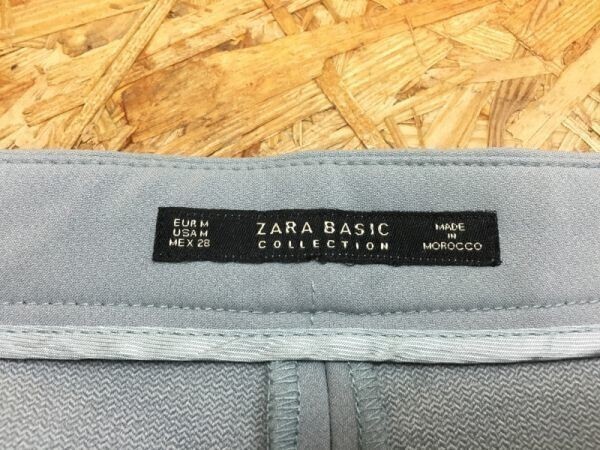 EUR M
USA M
MEX 28
ZARA BASIC
COLLECTION
MADE
IN
MOROCCO